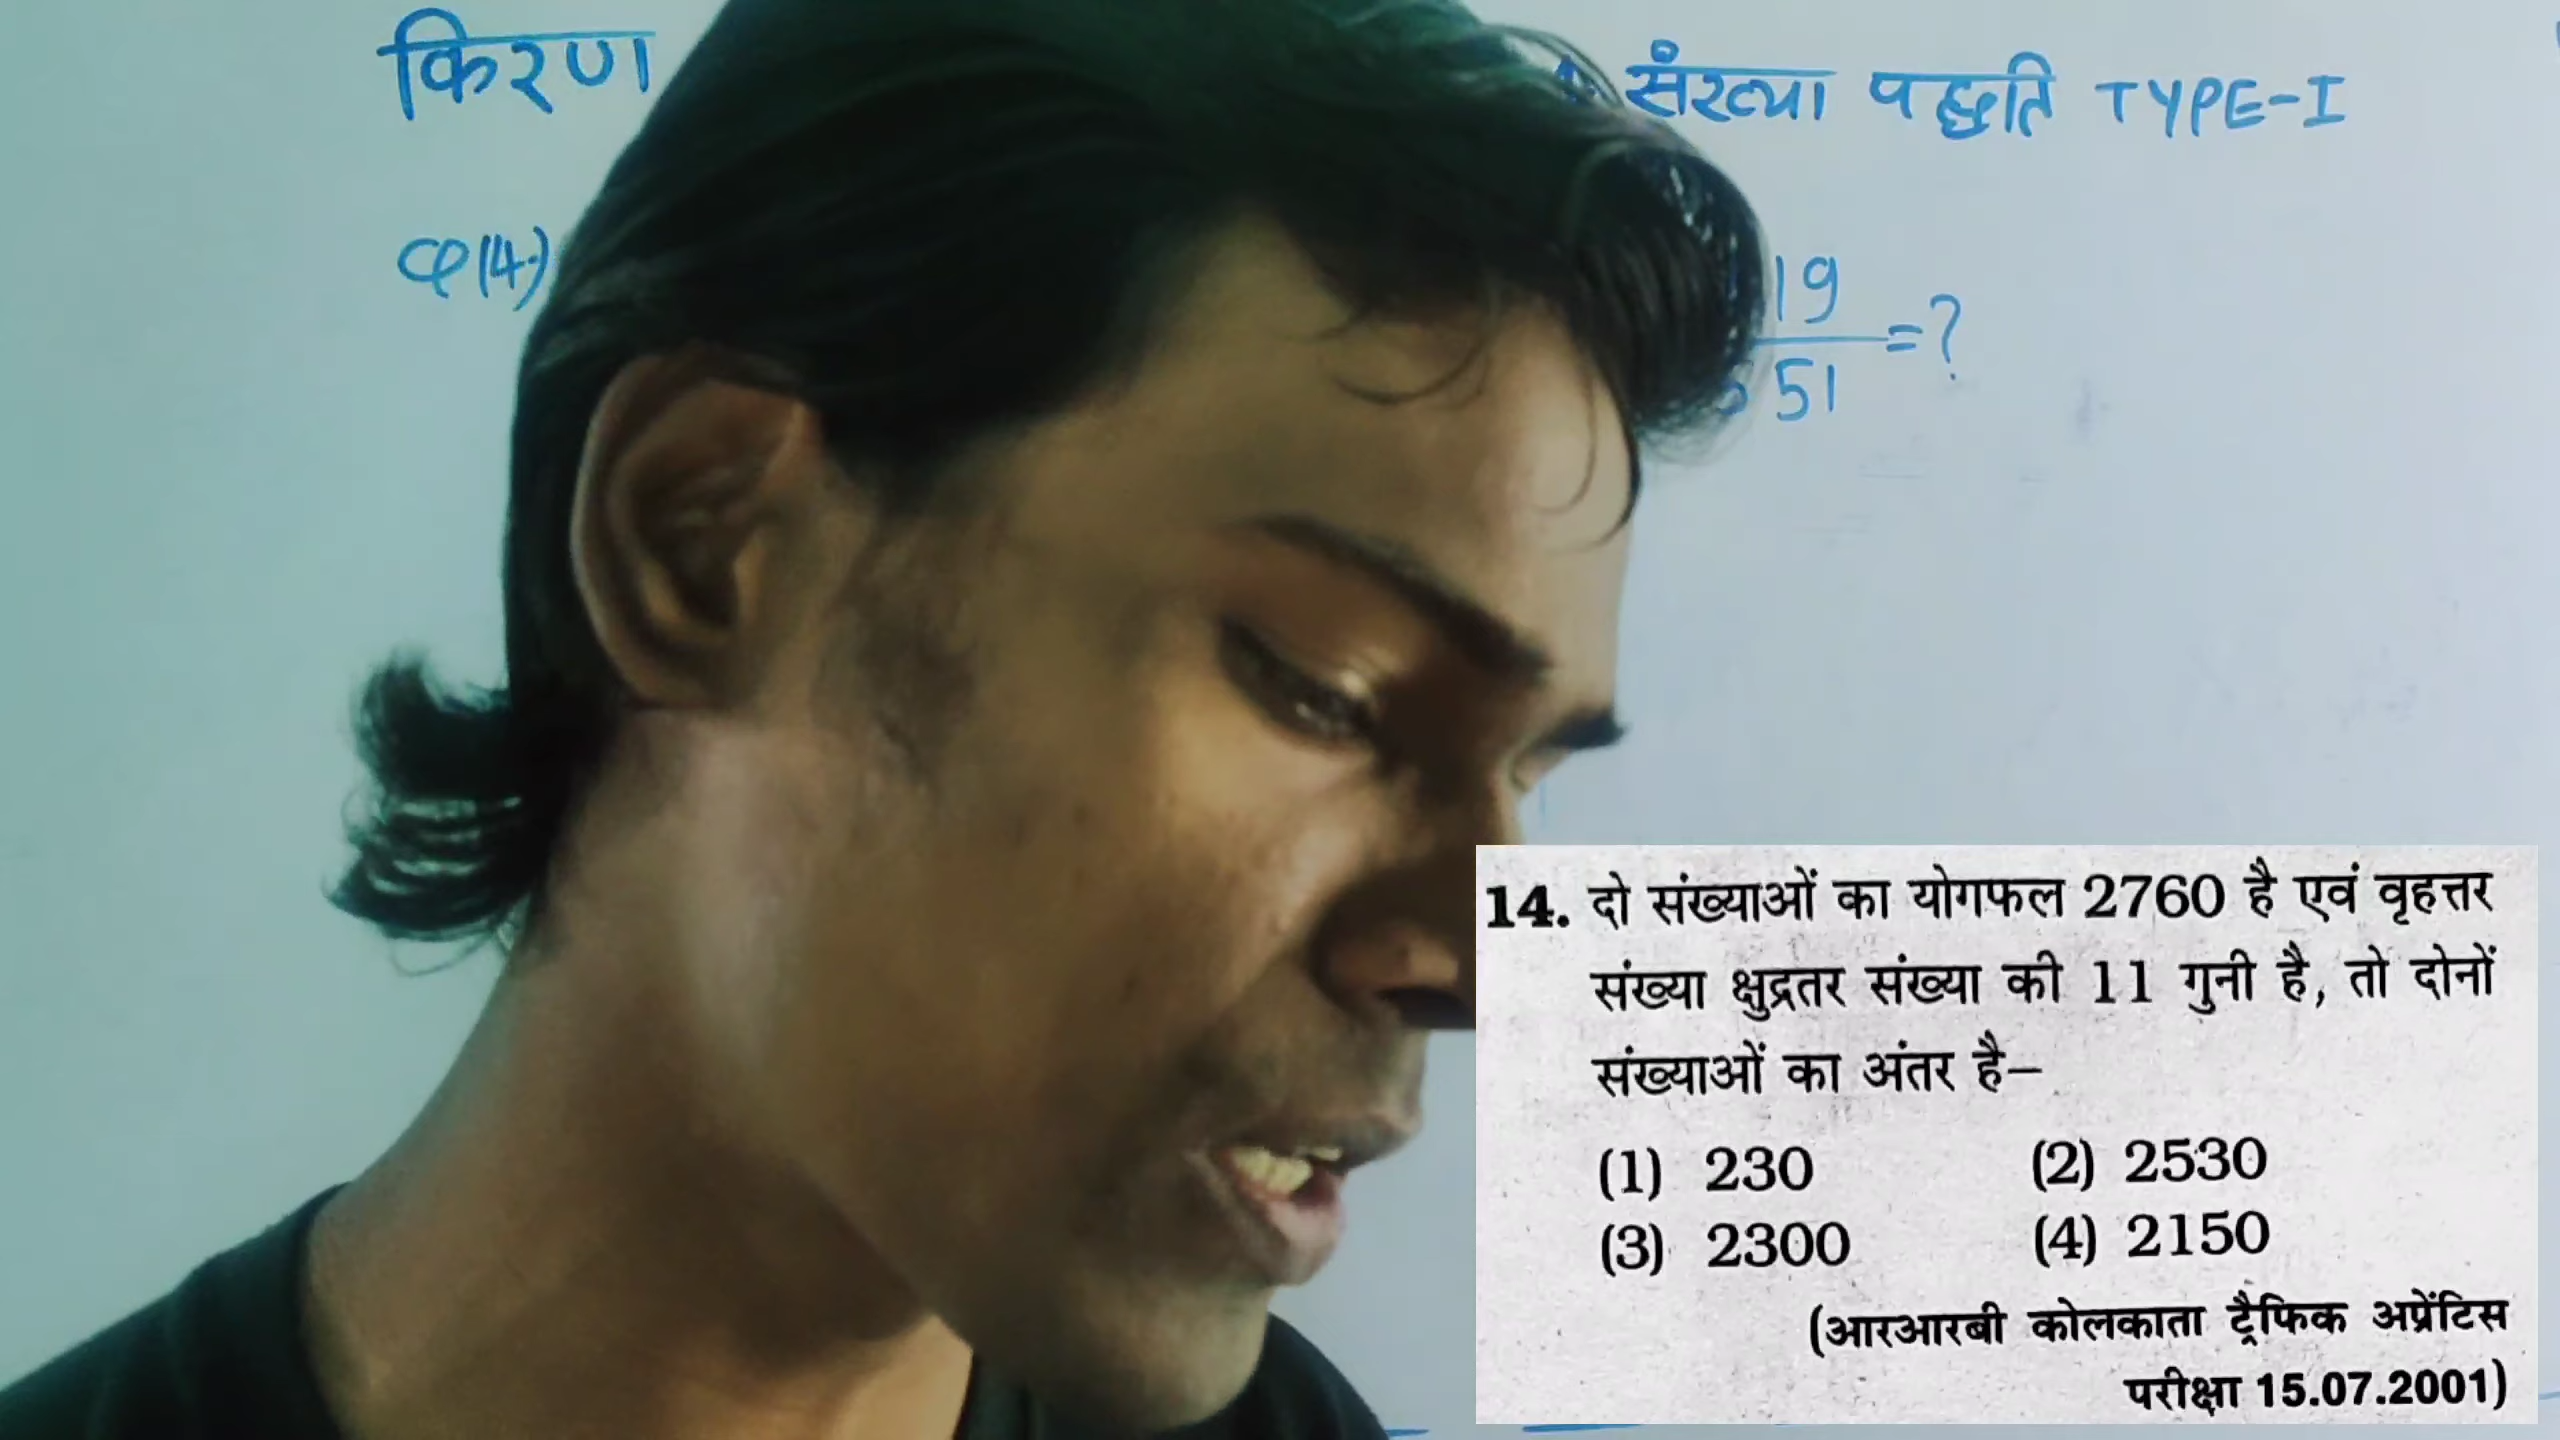 किरण संख्या पद्धति TYPE-I
Q(4.)
19
51 =?
14. दो संख्याओं का योगफल 2760 है एवं वृहत्तर
संख्या क्षुद्रतर संख्या की 11 गुनी है, तो दोनों
संख्याओं का अंतर है–
(1) 230 (2) 2530
(3) 2300 (4) 2150
(आरआरबी कोलकाता ट्रैफिक अप्रेंटिस
परीक्षा 15.07.2001)